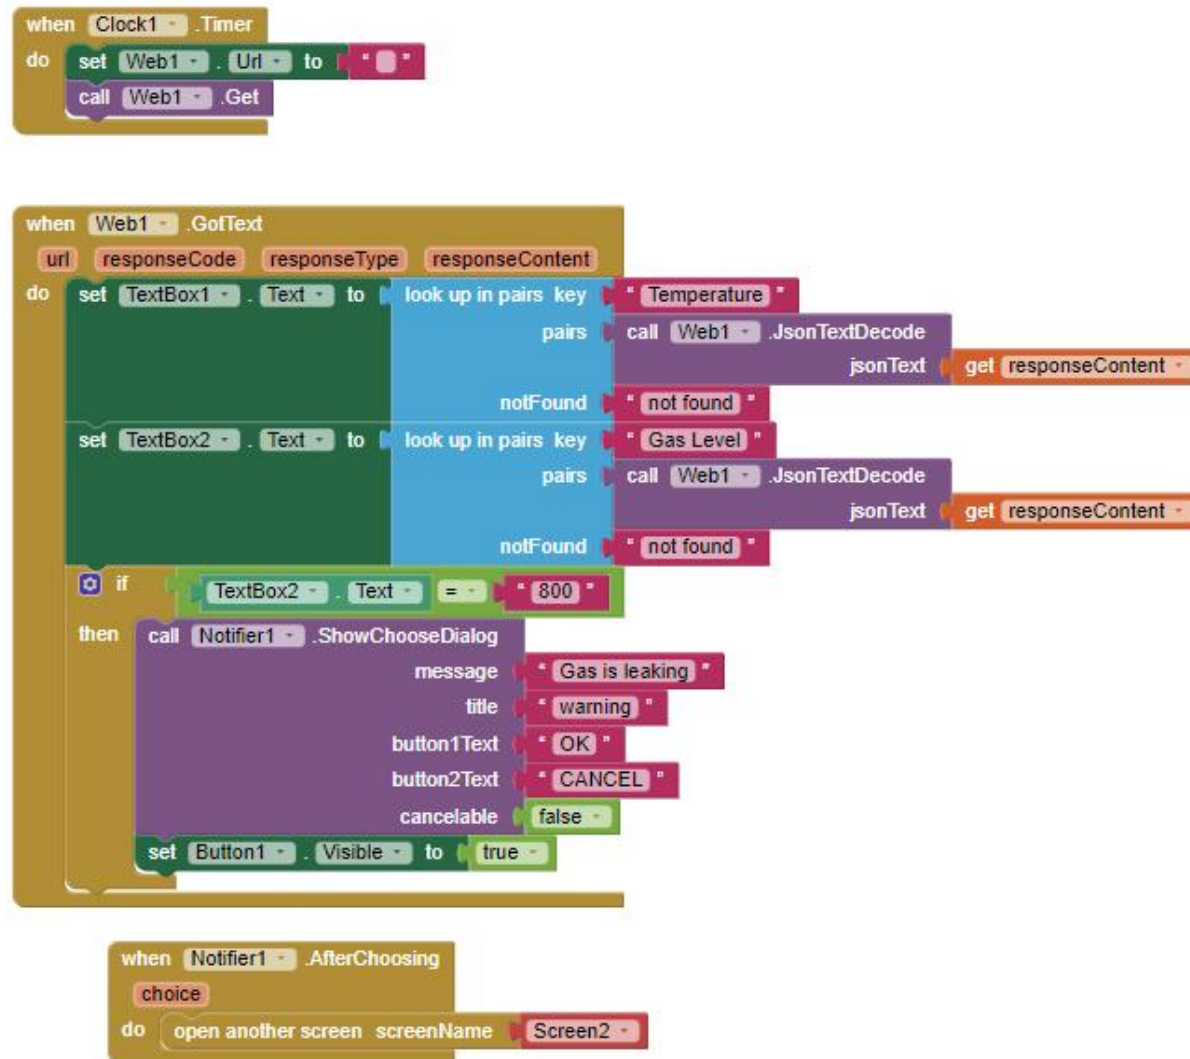 when Clock1 .Timer
do set Web1 . Url to " "
call Web1 .Get
when Web1 .GotText
url responseCode responseType responseContent
do set TextBox1 . Text to look up in pairs key " Temperature "
pairs call Web1 .JsonTextDecode
jsonText get responseContent
notFound " not found "
set TextBox2 . Text to look up in pairs key " Gas Level "
pairs call Web1 .JsonTextDecode
jsonText get responseContent
notFound " not found "
if TextBox2 . Text = " 800 "
then call Notifier1 .ShowChooseDialog
message " Gas is leaking "
title " warning "
button1Text " OK "
button2Text " CANCEL "
cancelable false
set Button1 . Visible to true
when Notifier1 .AfterChoosing
choice
do open another screen screenName Screen2